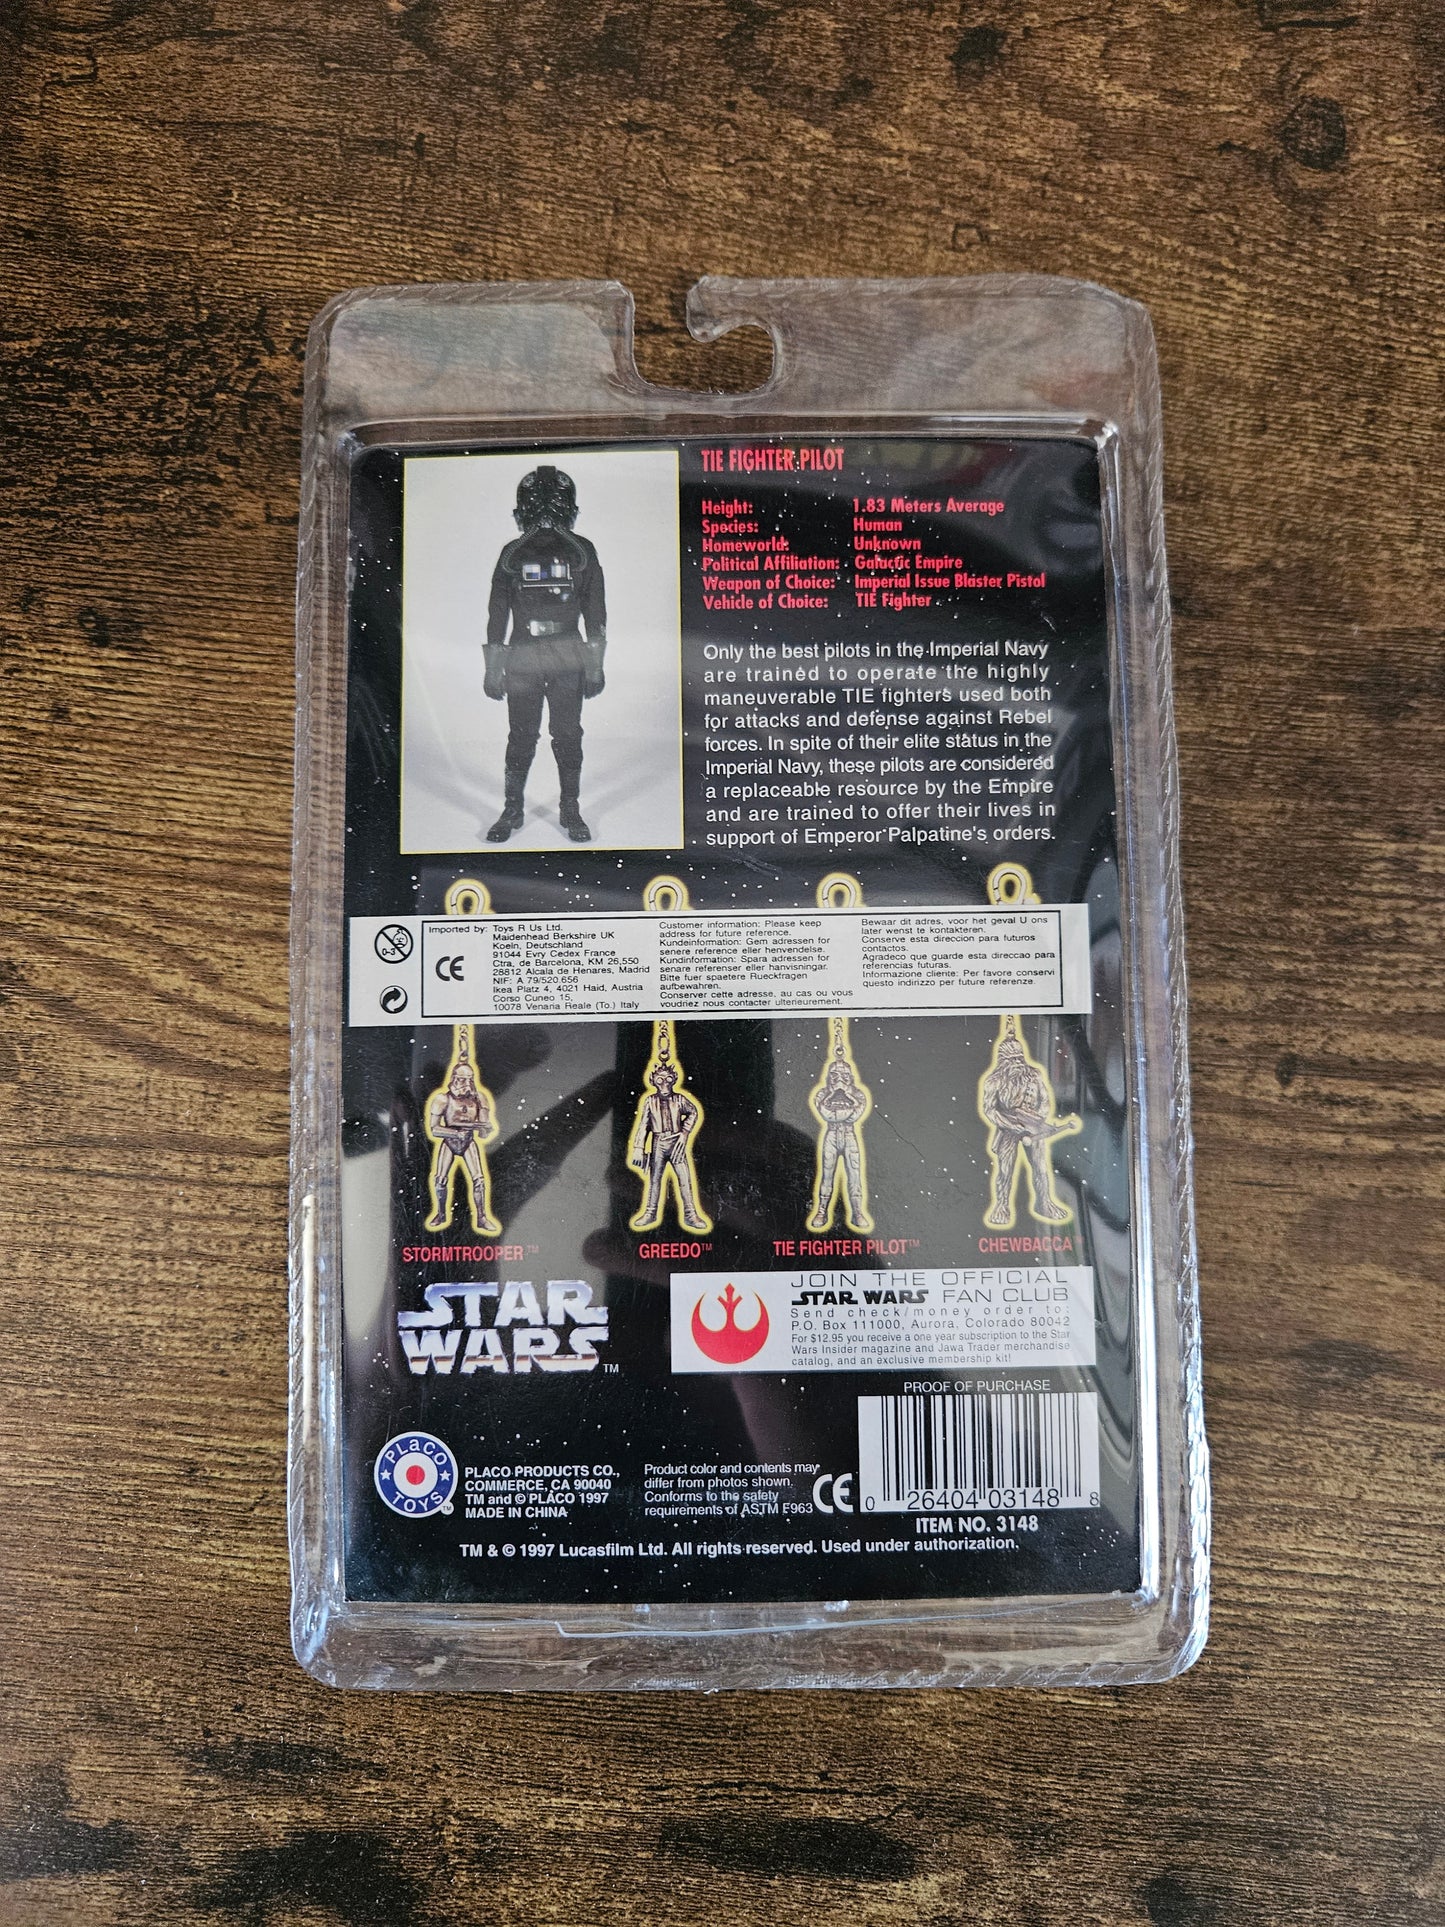 TIE FIGHTER PILOT
Height: 1.83 Meters Average
Species: Human
Homeworld: Unknown
Political Affiliation: Galactic Empire
Weapon of Choice: Imperial Issue Blaster Pistol
Vehicle of Choice: TIE Fighter
Only the best pilots in the Imperial Navy
are trained to operate the highly
maneuverable TIE fighters used both
for attacks and defense against Rebel
forces. In spite of their elite status in the
Imperial Navy, these pilots are considered
a replaceable resource by the Empire
and are trained to offer their lives in
support of Emperor Palpatine's orders.
0-3
CE
Imported by: Toys R Us Ltd.
Maidenhead Berkshire UK
Koeln, Deutschland
91044 Evry Cedex France
Ctra, de Barcelona, KM 26,550
28812 Alcala de Henares, Madrid
NIF: A 79/520.656
Ikea Platz 4, 4021 Haid, Austria
Corso Cuneo 15,
10078 Venaria Reale (To.) Italy
Customer information: Please keep
address for future reference.
Kundeinformation: Gem adressen for
senere reference eller henvendelse.
Kundinformation: Spara adressen for
senare referenser eller hanvisningar.
Bitte fuer spaetere Rueckfragen
aufbewahren.
Conserver cette adresse, au cas ou vous
voudriez nous contacter ulterieurement.
Bewaar dit adres, voor het geval U ons
later wenst te kontakteren.
Conserve esta direccion para futuros
contactos.
Agradeco que guarde esta direccao para
referencias futuras.
Informazione cliente: Per favore conservi
questo indirizzo per future referenze.
STORMTROOPER™
GREEDO™
TIE FIGHTER PILOT™
CHEWBACCA™
STAR
WARS™
JOIN THE OFFICIAL
STAR WARS FAN CLUB
Send check/money order to:
P.O. Box 111000, Aurora, Colorado 80042
For $12.95 you receive a one year subscription to the Star
Wars Insider magazine and Jawa Trader merchandise
catalog, and an exclusive membership kit!
PROOF OF PURCHASE
PLACO
TOYS™
PLACO PRODUCTS CO.,
COMMERCE, CA 90040
TM and © PLACO 1997
MADE IN CHINA
Product color and contents may
differ from photos shown.
Conforms to the safety
requirements of ASTM F963
CE
0 26404 03148 8
ITEM NO. 3148
TM & © 1997 Lucasfilm Ltd. All rights reserved. Used under authorization.